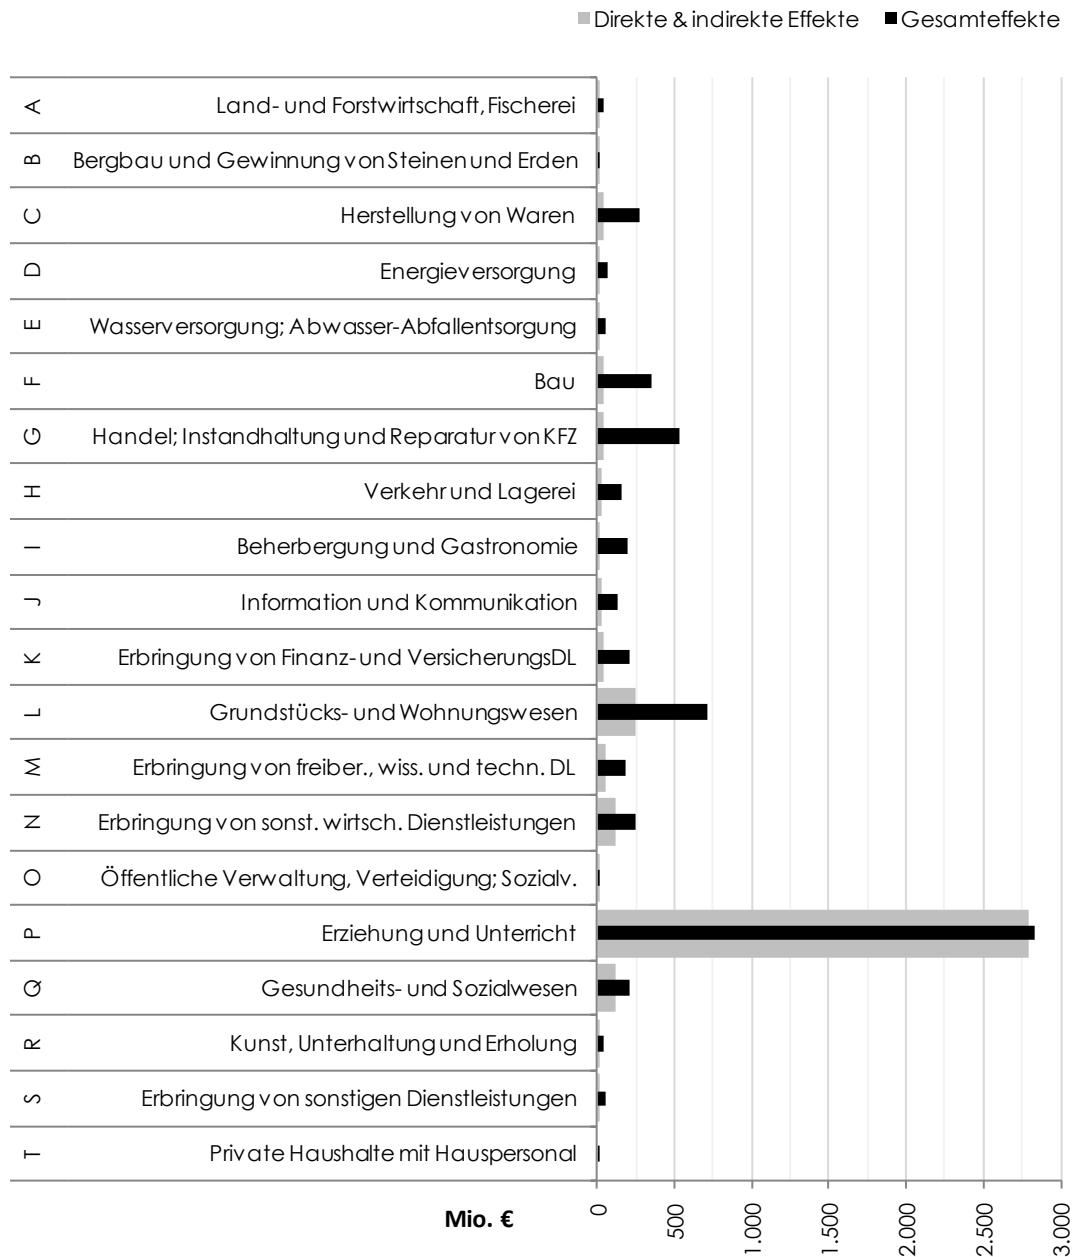 Direkte & indirekte Effekte Gesamteffekte
A Land- und Forstwirtschaft, Fischerei
B Bergbau und Gewinnung von Steinen und Erden
C Herstellung von Waren
D Energieversorgung
E Wasserversorgung; Abwasser-Abfallentsorgung
F Bau
G Handel; Instandhaltung und Reparatur von KFZ
H Verkehr und Lagerei
I Beherbergung und Gastronomie
J Information und Kommunikation
K Erbringung von Finanz- und VersicherungsDL
L Grundstücks- und Wohnungswesen
M Erbringung von freiber., wiss. und techn. DL
N Erbringung von sonst. wirtsch. Dienstleistungen
O Öffentliche Verwaltung, Verteidigung; Sozialv.
P Erziehung und Unterricht
Q Gesundheits- und Sozialwesen
R Kunst, Unterhaltung und Erholung
S Erbringung von sonstigen Dienstleistungen
T Private Haushalte mit Hauspersonal
Mio. € 0 500 1.000 1.500 2.000 2.500 3.000